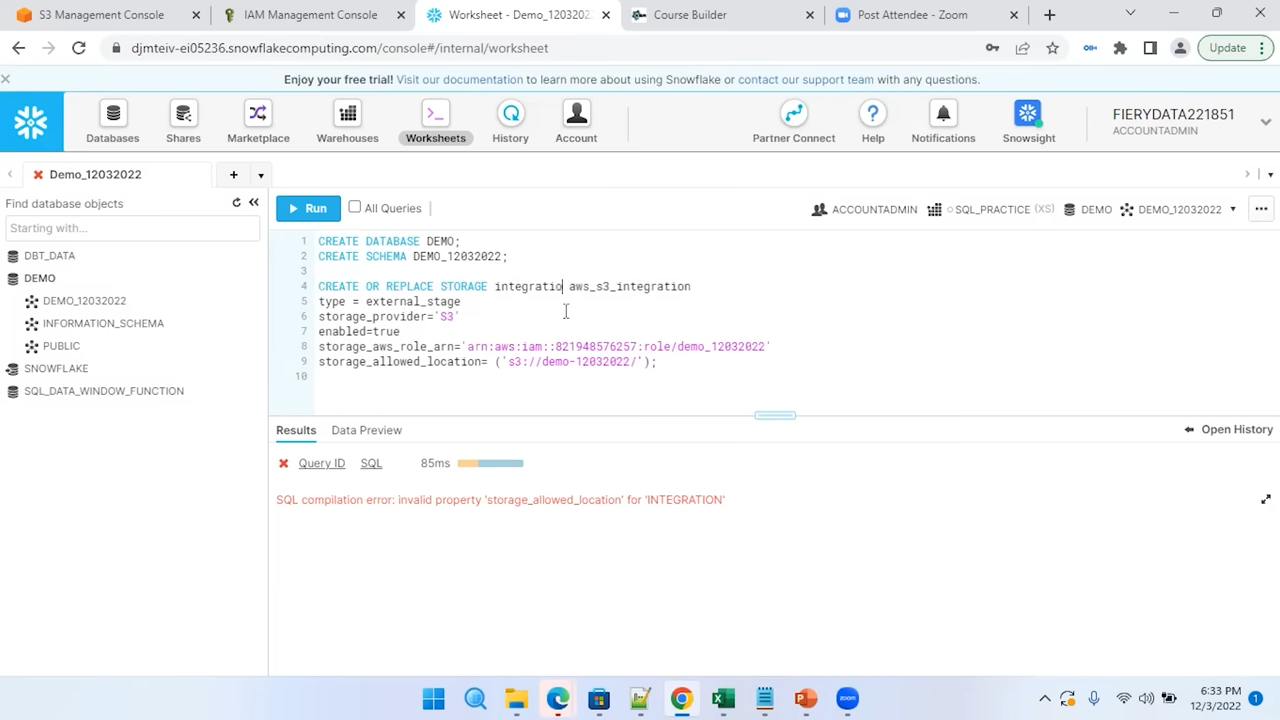 S3 Management Console
IAM Management Console
Worksheet - Demo_12032022
Course Builder
Post Attendee - Zoom
djmteiv-ei05236.snowflakecomputing.com/console#/internal/worksheet
Update
Enjoy your free trial! Visit our documentation to learn more about using Snowflake or contact our support team with any questions.
Databases
Shares
Marketplace
Warehouses
Worksheets
History
Account
Partner Connect
Help
Notifications
Snowsight
FIERYDATA221851
ACCOUNTADMIN
Demo_12032022
Find database objects
Starting with...
DBT_DATA
DEMO
DEMO_12032022
INFORMATION_SCHEMA
PUBLIC
SNOWFLAKE
SQL_DATA_WINDOW_FUNCTION
Run
All Queries
ACCOUNTADMIN
SQL_PRACTICE (XS)
DEMO
DEMO_12032022
1 CREATE DATABASE DEMO;
2 CREATE SCHEMA DEMO_12032022;
3
4 CREATE OR REPLACE STORAGE integratio aws_s3_integration
5 type = external_stage
6 storage_provider='S3'
7 enabled=true
8 storage_aws_role_arn='arn:aws:iam::821948576257:role/demo_12032022'
9 storage_allowed_location= ('s3://demo-12032022/');
10
Results
Data Preview
Open History
Query ID
SQL
85ms
SQL compilation error: invalid property 'storage_allowed_location' for 'INTEGRATION'
zoom
6:33 PM
12/3/2022
1